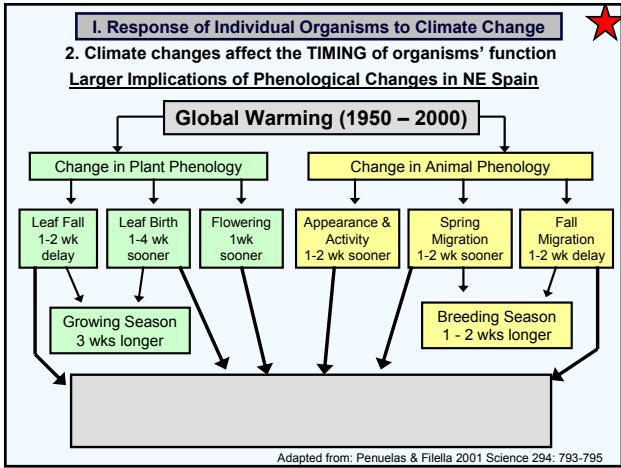 I. Response of Individual Organisms to Climate Change
2. Climate changes affect the TIMING of organisms' function
Larger Implications of Phenological Changes in NE Spain
Global Warming (1950 – 2000)
Change in Plant Phenology
Change in Animal Phenology
Leaf Fall
1-2 wk
delay
Leaf Birth
1-4 wk
sooner
Flowering
1wk
sooner
Appearance &
Activity
1-2 wk sooner
Spring
Migration
1-2 wk sooner
Fall
Migration
1-2 wk delay
Growing Season
3 wks longer
Breeding Season
1 - 2 wks longer
Adapted from: Penuelas & Filella 2001 Science 294: 793-795